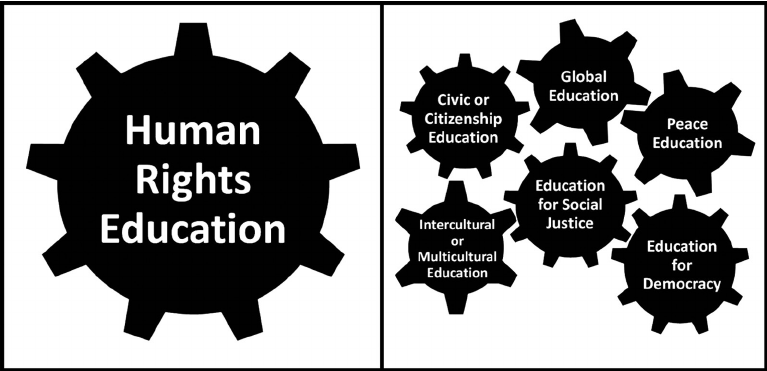 Human
Rights
Education
Civic or
Citizenship
Education
Global
Education
Peace
Education
Intercultural
or
Multicultural
Education
Education
for Social
Justice
Education
for
Democracy